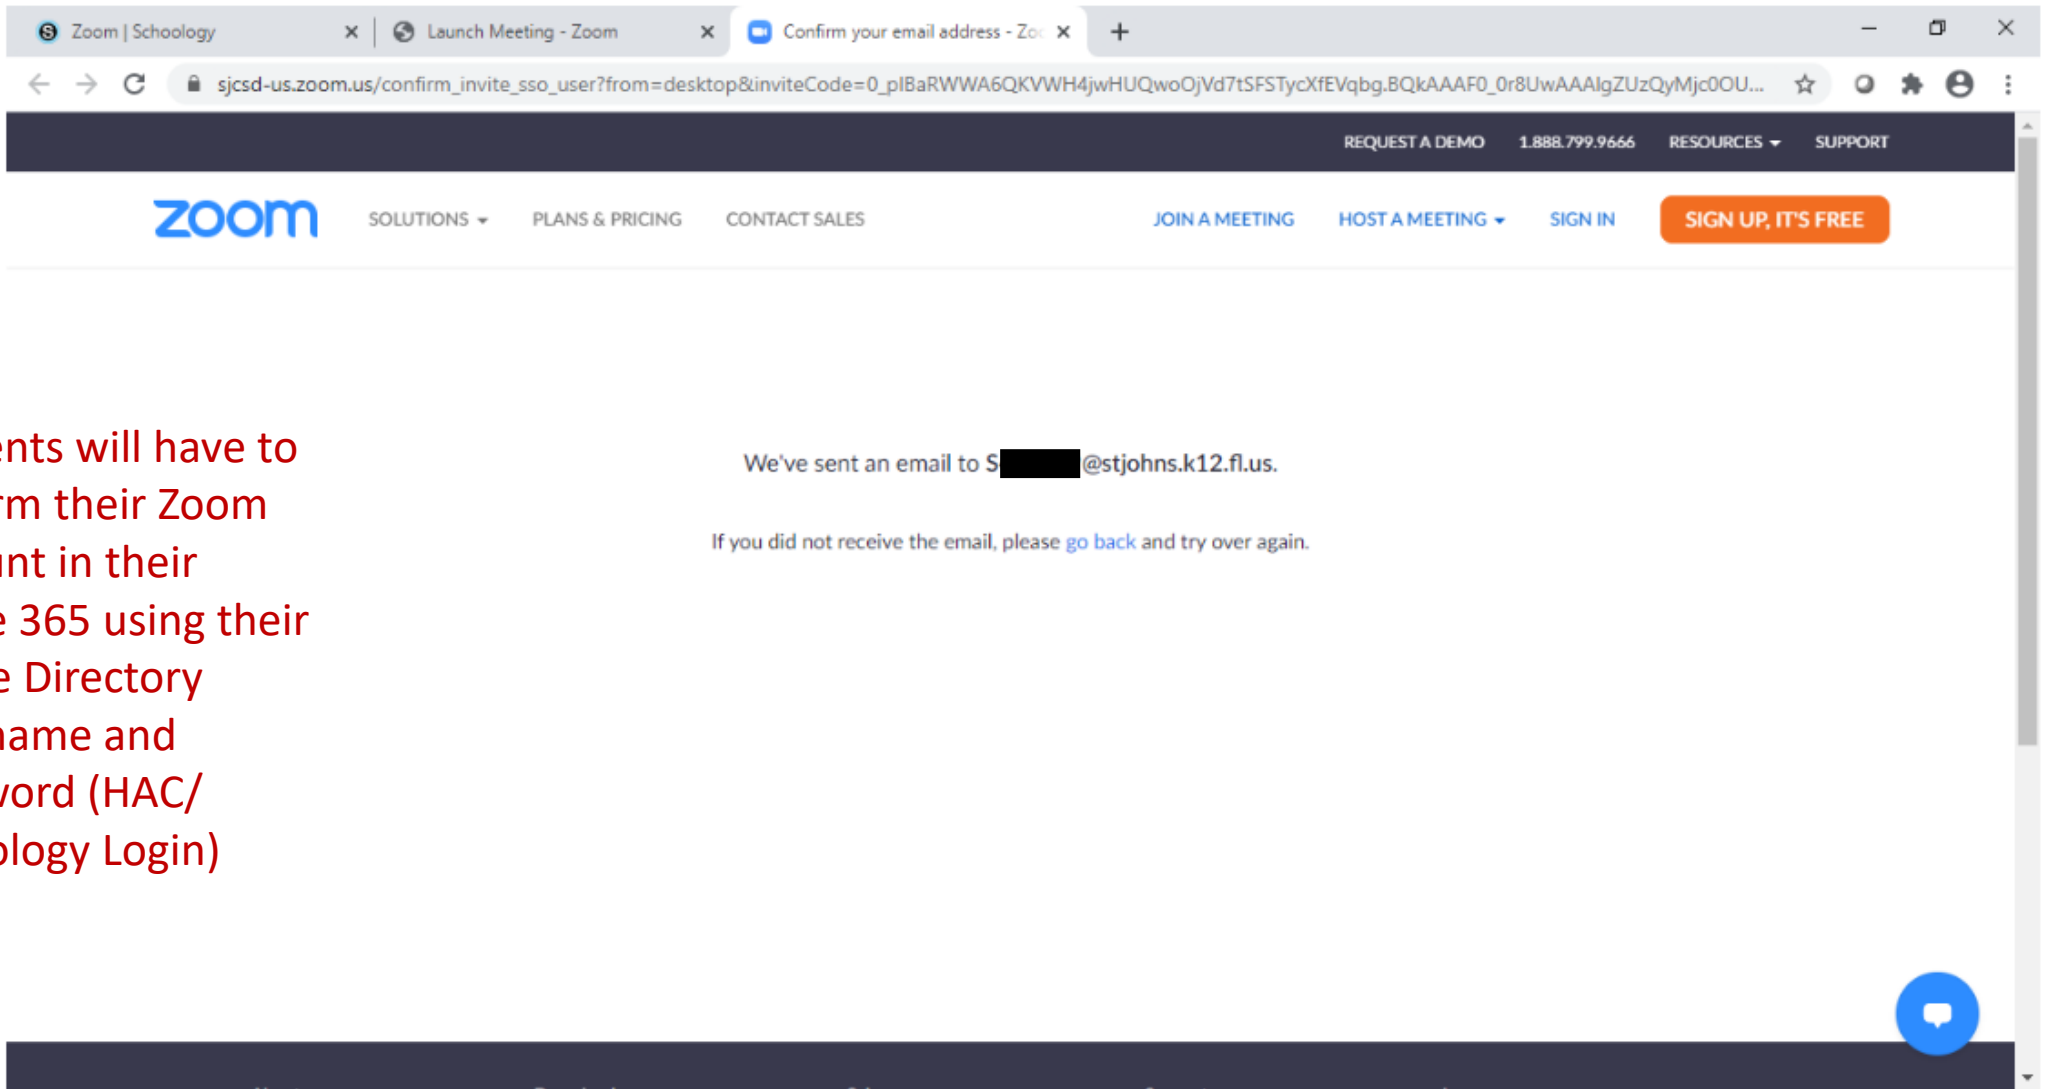 Zoom | Schoology
Launch Meeting - Zoom
Confirm your email address - Zoo
sjcsd-us.zoom.us/confirm_invite_sso_user?from=desktop&inviteCode=0_pIBaRWWA6QKVWH4jwHUQwoOjVd7tSFSTycXfEVqbg.BQkAAAF0_0r8UwAAAIgZUzQyMjc0OU...
REQUEST A DEMO 1.888.799.9666 RESOURCES SUPPORT
zoom SOLUTIONS PLANS & PRICING CONTACT SALES JOIN A MEETING HOST A MEETING SIGN IN SIGN UP, IT'S FREE
We've sent an email to S @stjohns.k12.fl.us.
If you did not receive the email, please go back and try over again.
ents will have to
rm their Zoom
unt in their
e 365 using their
e Directory
name and
word (HAC/
ology Login)